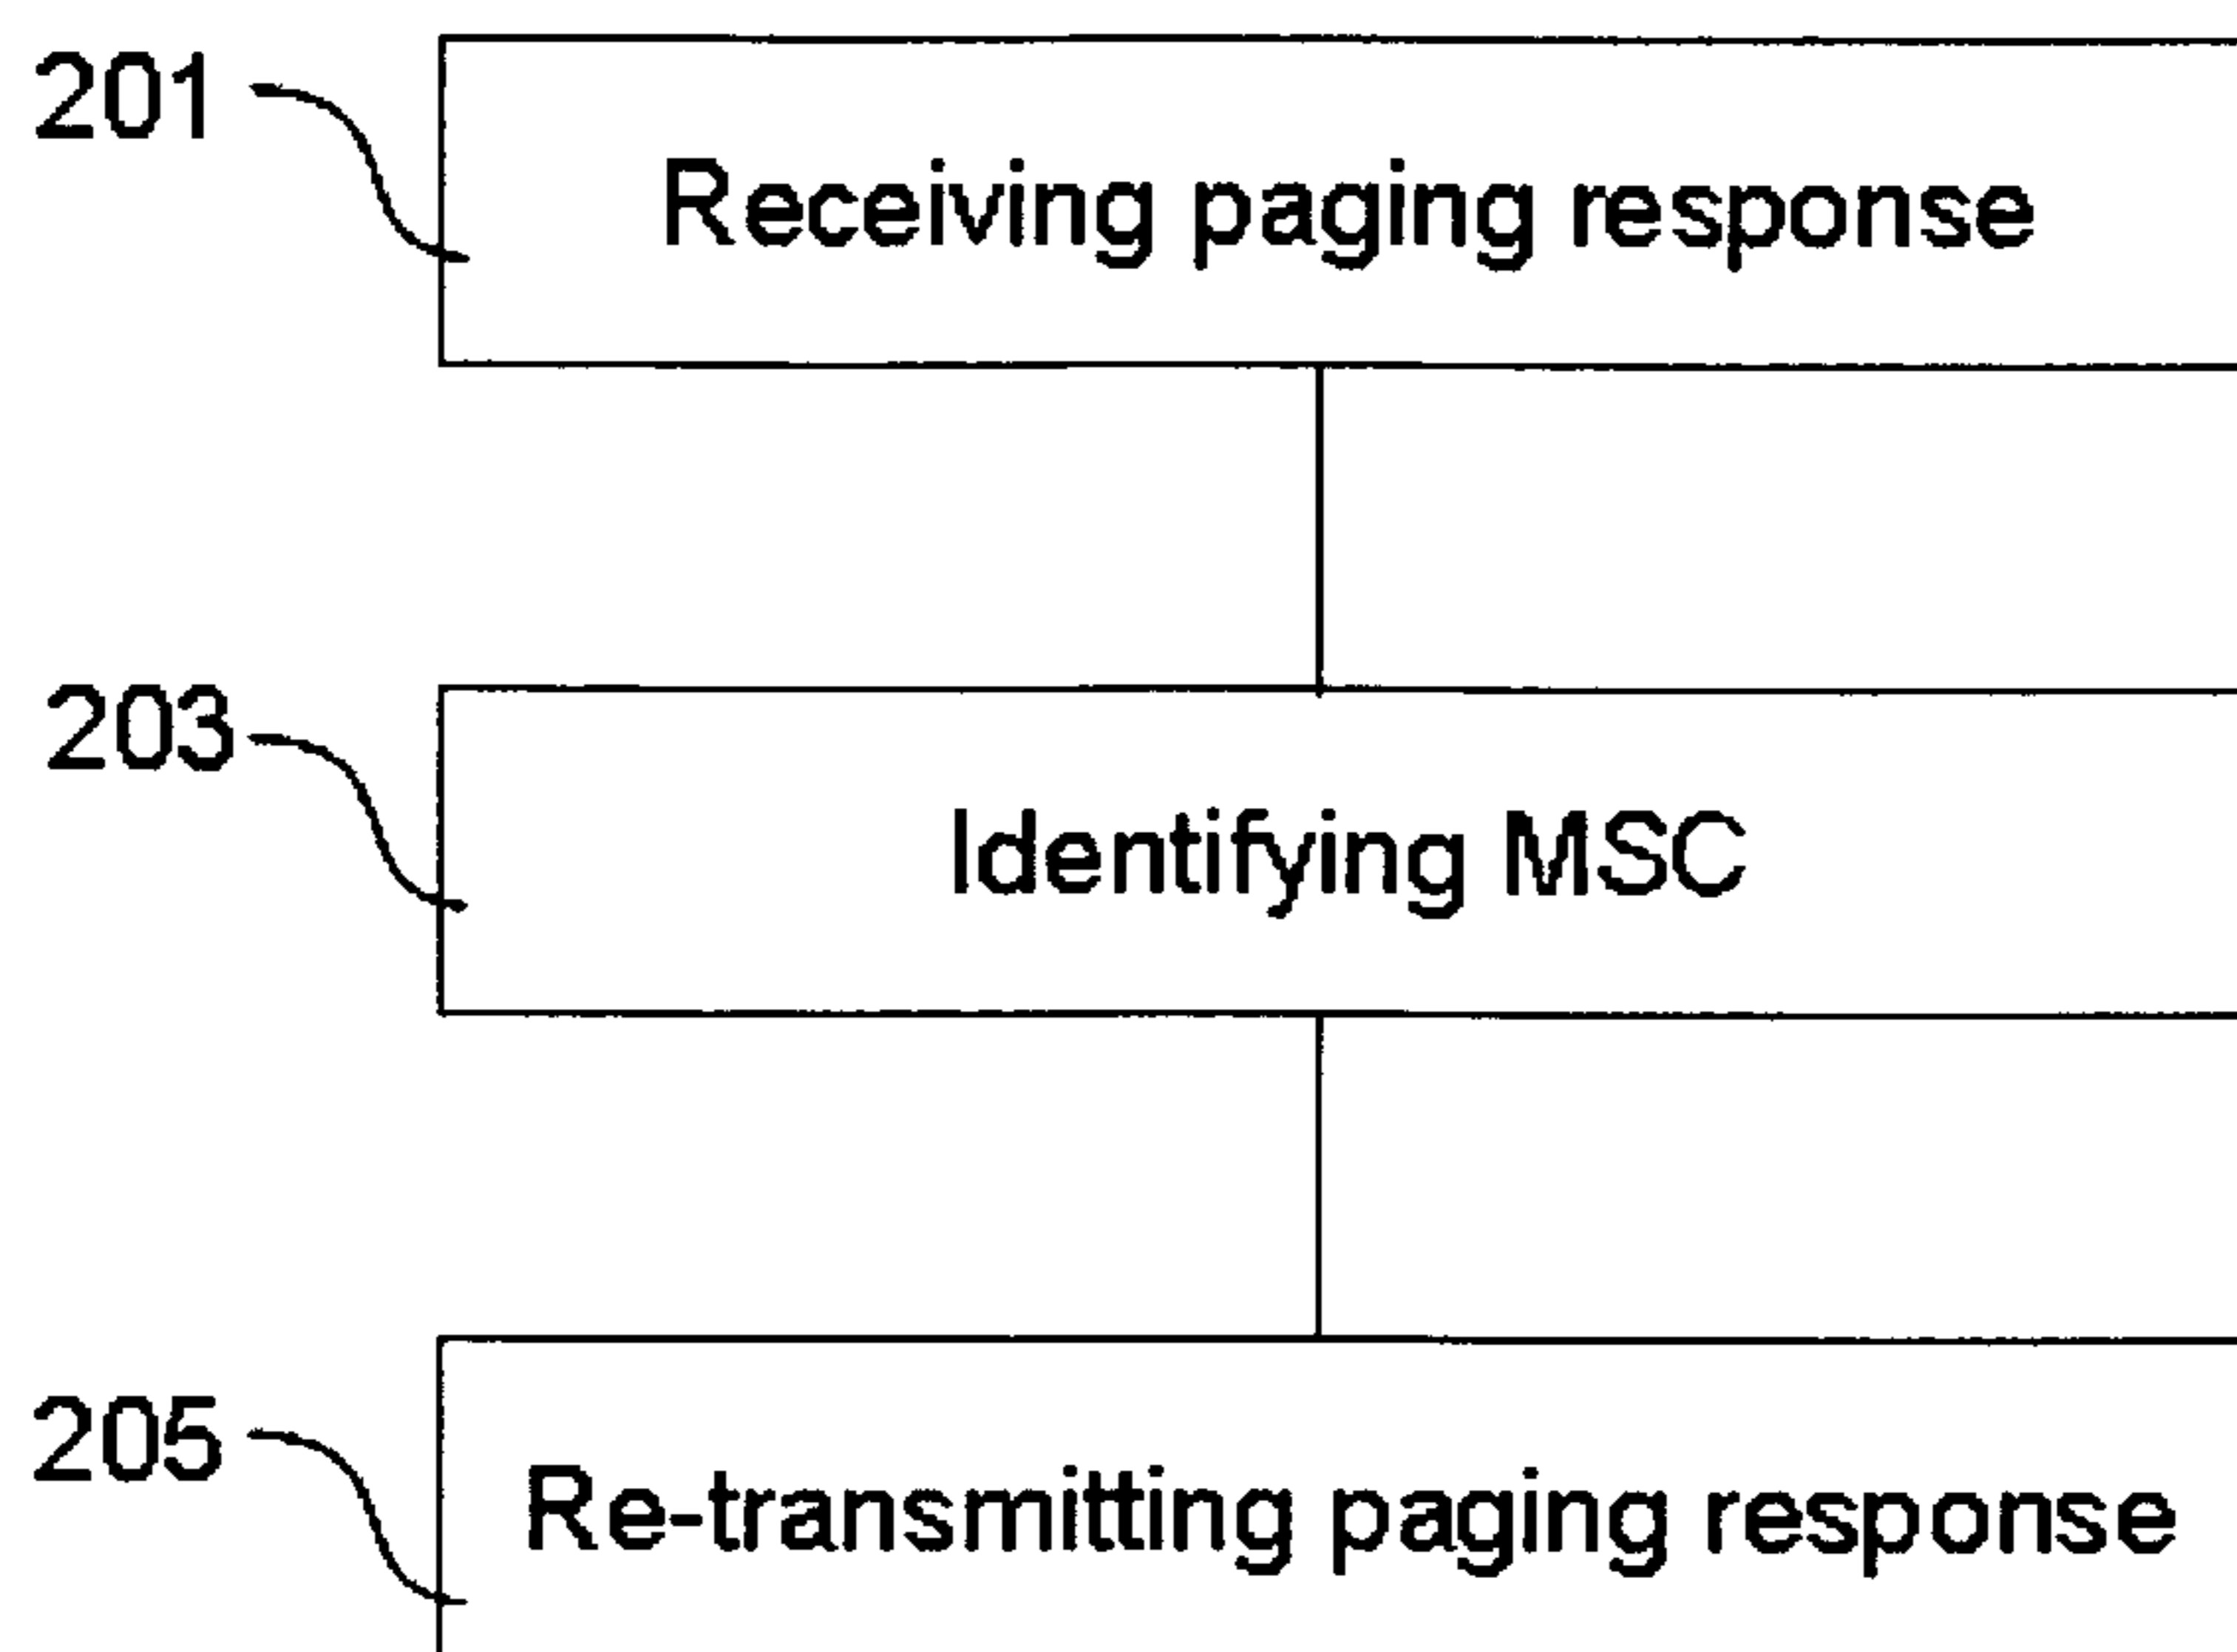 201
Receiving paging response
203
Identifying MSC
205
Re-transmitting paging response